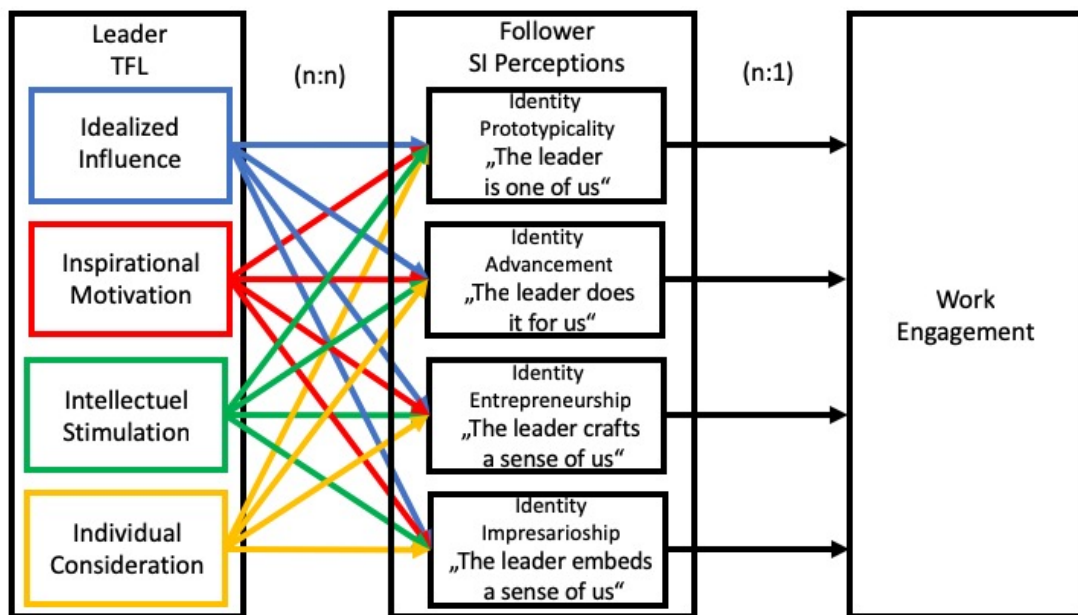 Leader
TFL
Idealized
Influence
Inspirational
Motivation
Intellectuel
Stimulation
Individual
Consideration
(n:n)
Follower
SI Perceptions
Identity
Prototypicality
„The leader
is one of us“
Identity
Advancement
„The leader does
it for us“
Identity
Entrepreneurship
„The leader crafts
a sense of us“
Identity
Impresarioship
„The leader embeds
a sense of us“
(n:1)
Work
Engagement